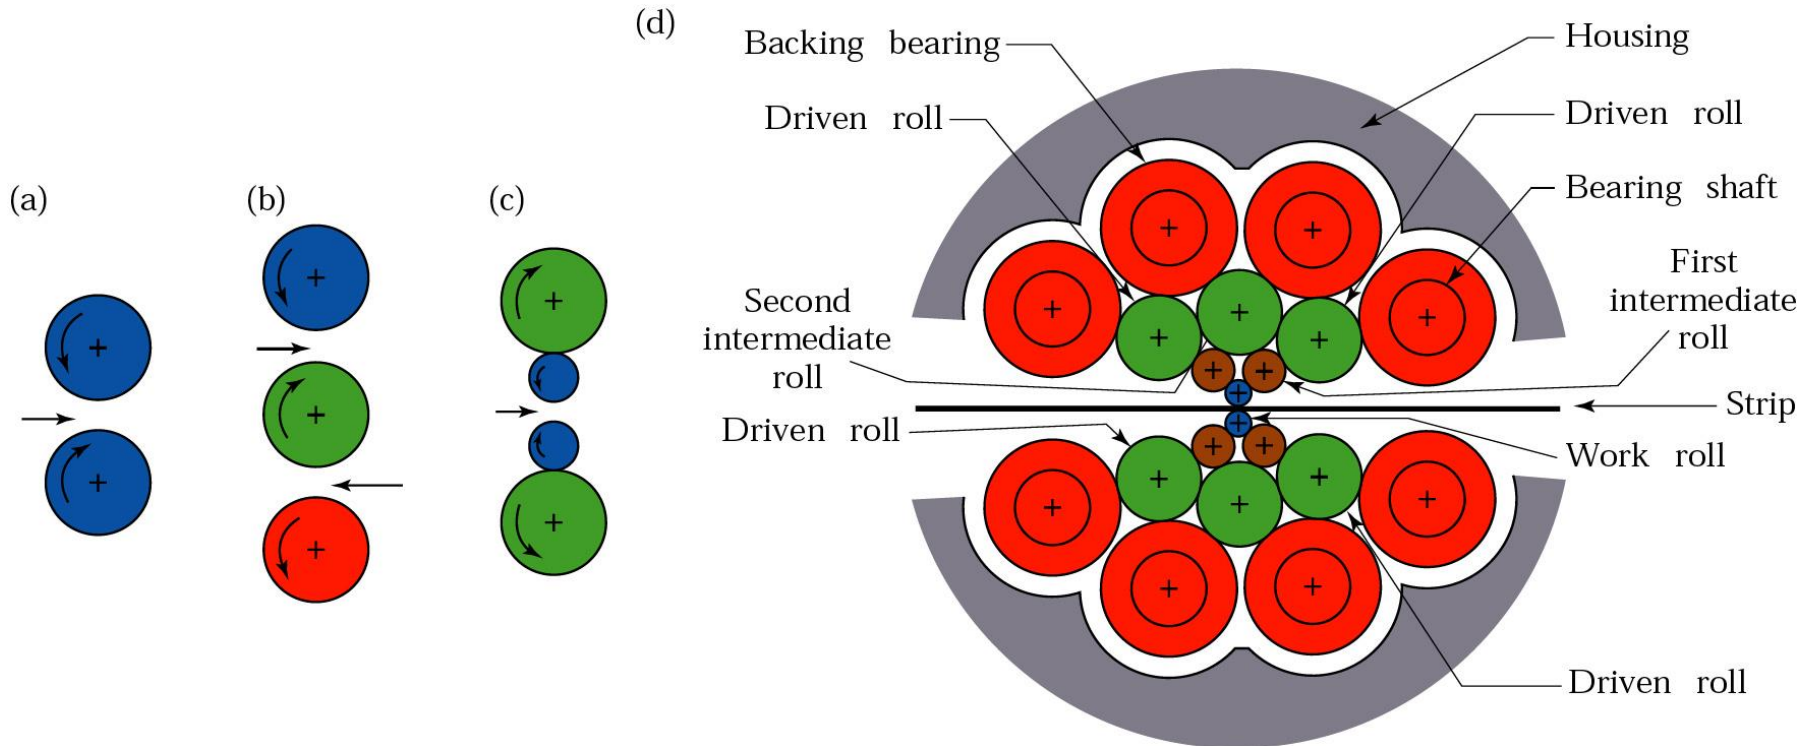 (d)
Backing bearing
Housing
Driven roll
Driven roll
(a)
(b)
(c)
Bearing shaft
First
intermediate
roll
Second
intermediate
roll
Strip
Driven roll
Work roll
Driven roll